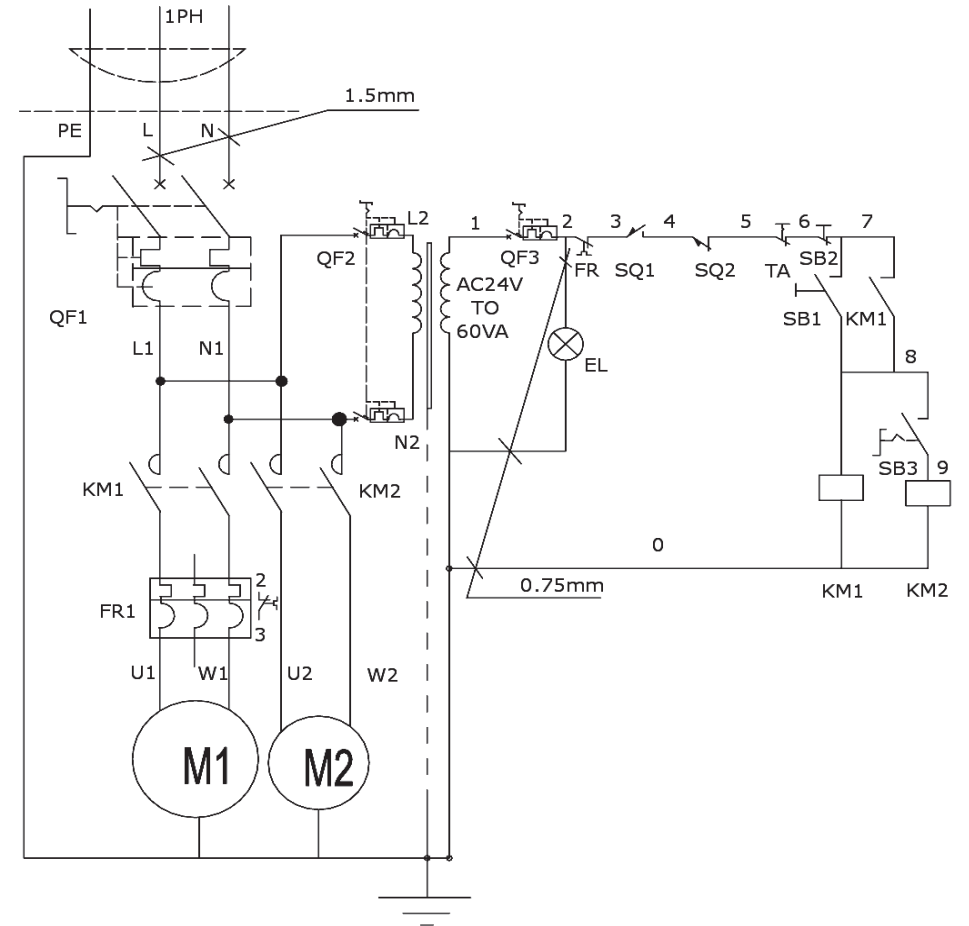 1PH
1.5mm
PE L N
L2 1 2 3 4 5 6 7
QF2 QF3 FR SQ1 SQ2 TA SB2
AC24V
TO
60VA
QF1
SB1 KM1
L1 N1
EL
8
N2
SB3 9
KM1 KM2
0
2
0.75mm
KM1 KM2
FR1
3
U1 W1 U2 W2
M1 M2